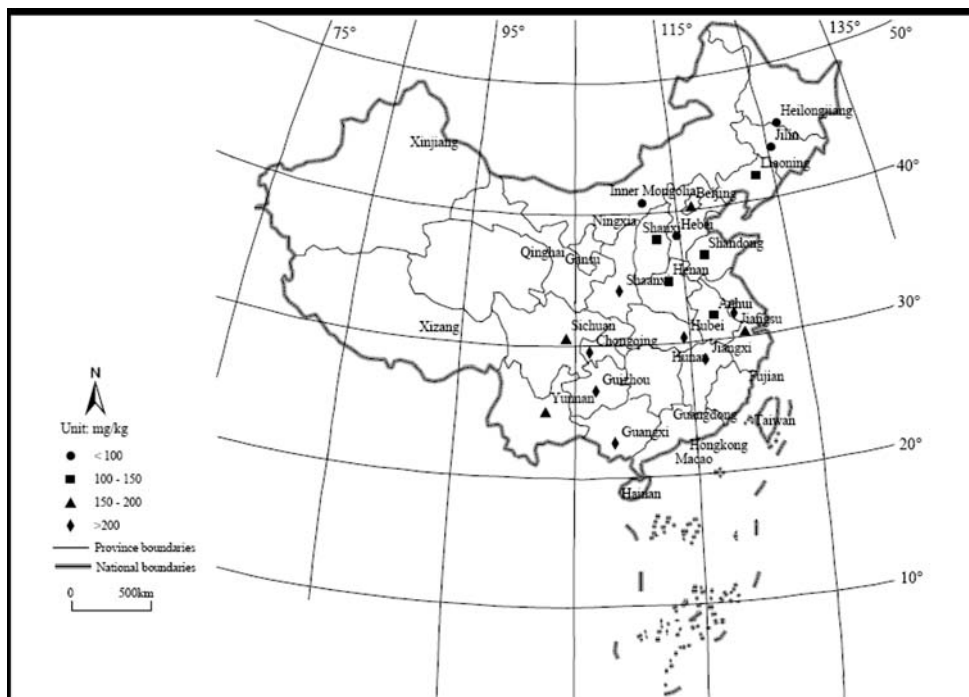 75°
95°
115°
135°
50°
Heilongjiang
Jilin
Xinjiang
Liaoning
40°
Inner Mongolia
Beijing
Ningxia
Hebei
Shanxi
Shandong
Qinghai
Gansu
Henan
Shaanxi
30°
Anhui
Jiangsu
Xizang
Sichuan
Hubei
Chongqing
Hunan
Jiangxi
Guizhou
Fujian
N
Yunnan
Guangdong
Taiwan
Unit: mg/kg
Guangxi
Hongkong
20°
Macao
< 100
Hainan
100 - 150
150 - 200
>200
Province boundaries
National boundaries
10°
0 500km